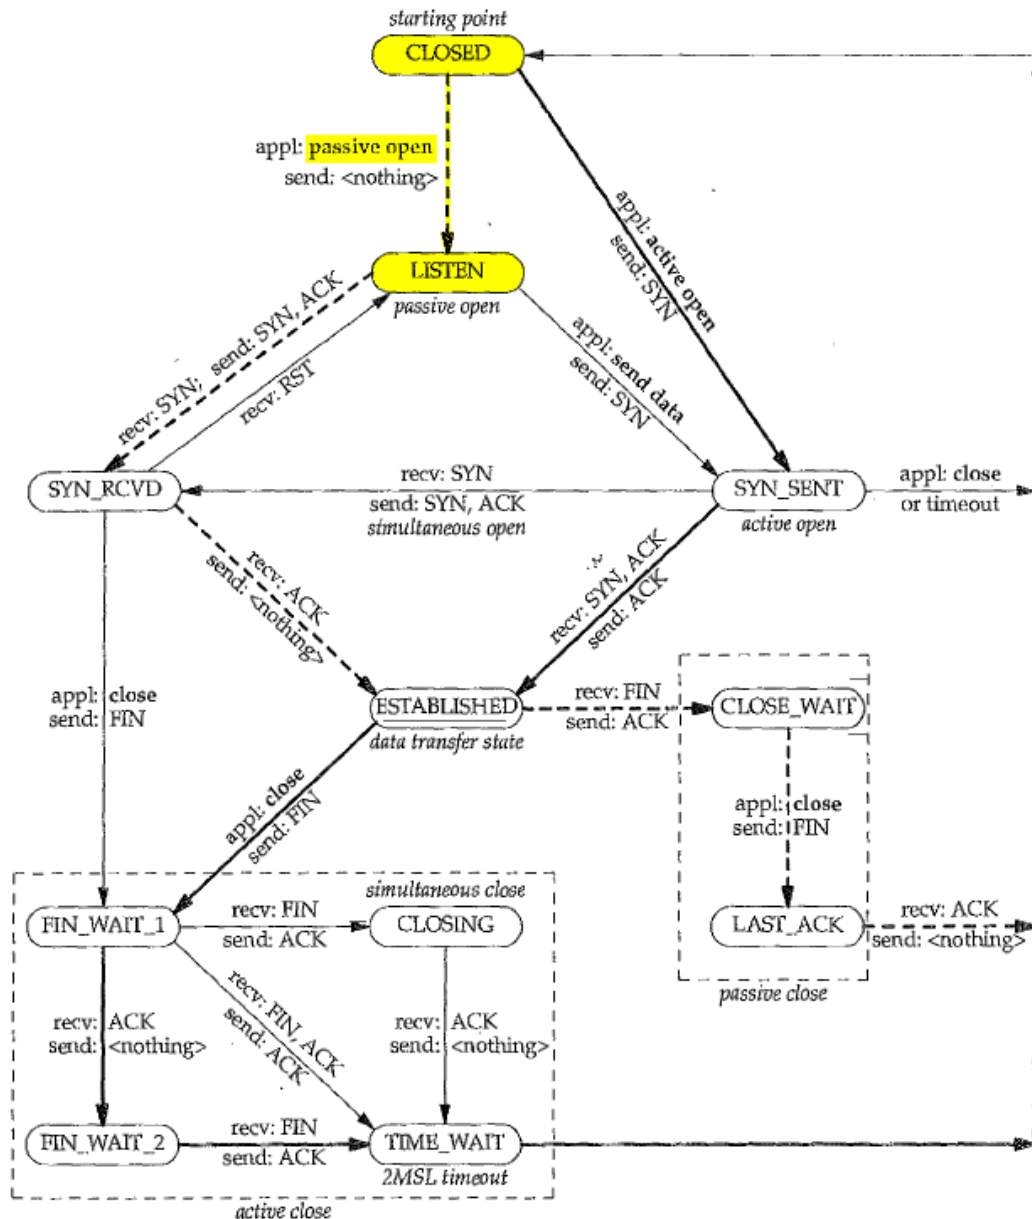 starting point
CLOSED
appl: passive open
send: <nothing>
appl: active open
send: SYN
LISTEN
passive open
recv: SYN; send: SYN, ACK
recv: RST
appl: send data
send: SYN
SYN_RCVD
recv: SYN
send: SYN, ACK
simultaneous open
SYN_SENT
active open
appl: close
or timeout
recv: ACK
send: <nothing>
recv: SYN, ACK
send: ACK
appl: close
send: FIN
ESTABLISHED
data transfer state
recv: FIN
send: ACK
CLOSE_WAIT
appl: close
send: FIN
appl: close
send: FIN
simultaneous close
FIN_WAIT_1
recv: FIN
send: ACK
CLOSING
LAST_ACK
recv: ACK
send: <nothing>
passive close
recv: ACK
send: <nothing>
recv: FIN, ACK
send: ACK
recv: ACK
send: <nothing>
FIN_WAIT_2
recv: FIN
send: ACK
TIME_WAIT
2MSL timeout
active close